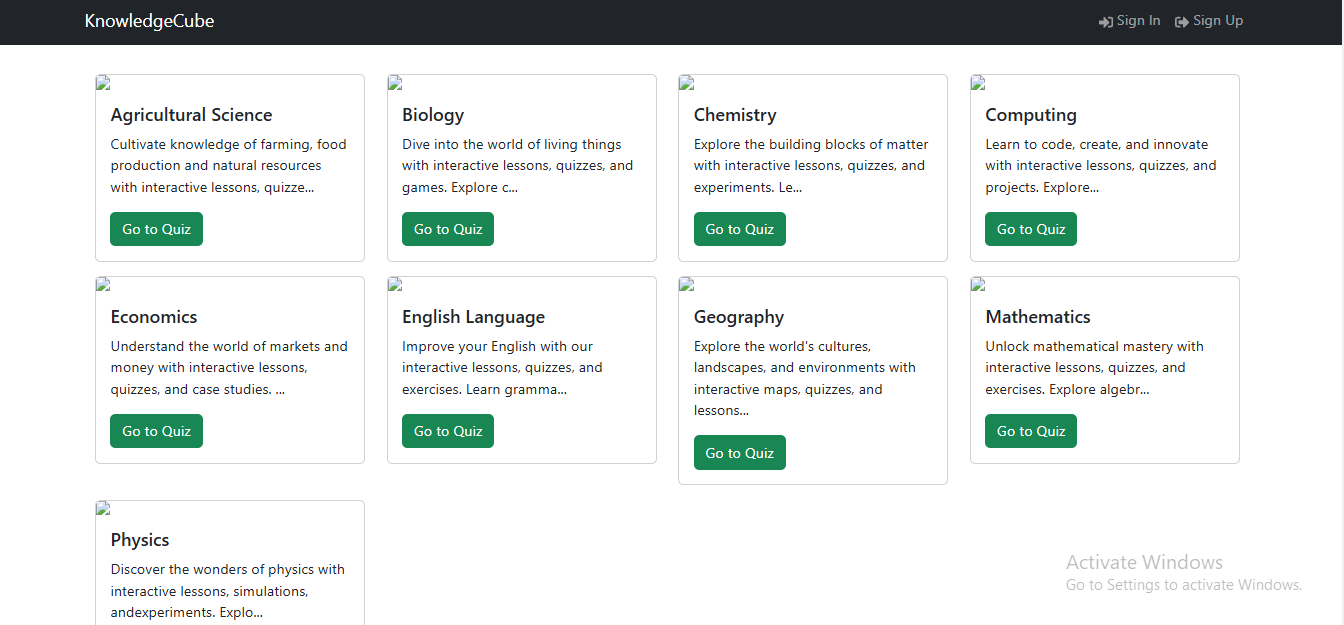 KnowledgeCube
Sign In
Sign Up
Agricultural Science
Cultivate knowledge of farming, food
production and natural resources
with interactive lessons, quizze...
Go to Quiz
Biology
Dive into the world of living things
with interactive lessons, quizzes, and
games. Explore c...
Go to Quiz
Chemistry
Explore the building blocks of matter
with interactive lessons, quizzes, and
experiments. Le...
Go to Quiz
Computing
Learn to code, create, and innovate
with interactive lessons, quizzes, and
projects. Explore...
Go to Quiz
Economics
Understand the world of markets and
money with interactive lessons,
quizzes, and case studies. ...
Go to Quiz
English Language
Improve your English with our
interactive lessons, quizzes, and
exercises. Learn gramma...
Go to Quiz
Geography
Explore the world's cultures,
landscapes, and environments with
interactive maps, quizzes, and
lessons...
Go to Quiz
Mathematics
Unlock mathematical mastery with
interactive lessons, quizzes, and
exercises. Explore algebr...
Go to Quiz
Physics
Discover the wonders of physics with
interactive lessons, simulations,
andexperiments. Explo...
Activate Windows
Go to Settings to activate Windows.